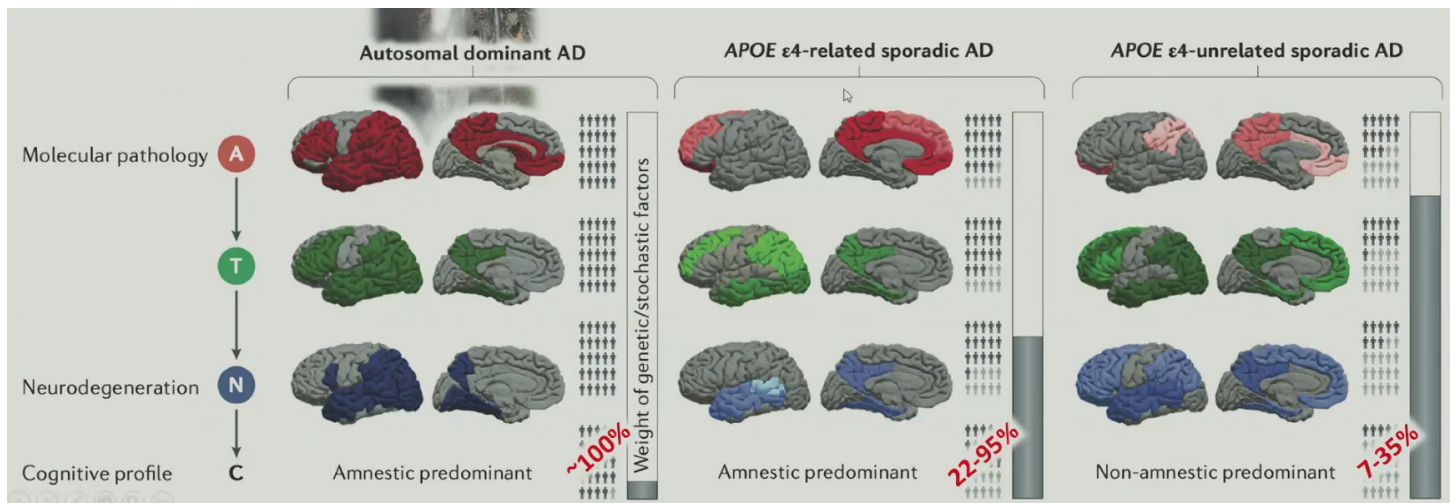 Autosomal dominant AD
APOE ε4-related sporadic AD
APOE ε4-unrelated sporadic AD
Molecular pathology
A
T
Neurodegeneration
N
Cognitive profile
C
Amnestic predominant
Amnestic predominant
Non-amnestic predominant
Weight of genetic/stochastic factors
~100%
22-95%
7-35%